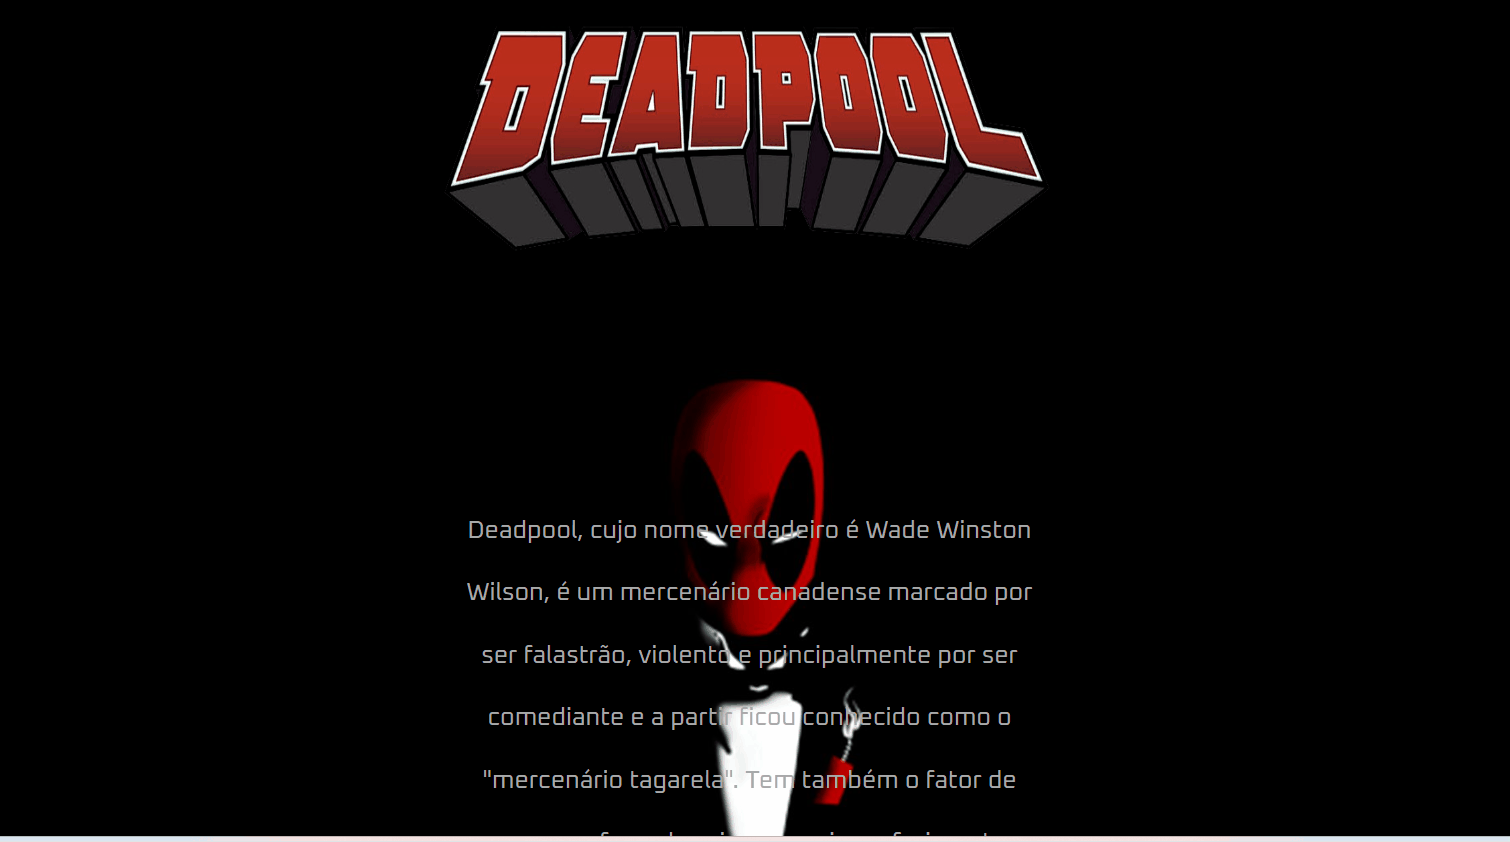 DEADPOOL
Deadpool, cujo nome verdadeiro é Wade Winston
Wilson, é um mercenário canadense marcado por
ser falastrão, violento e principalmente por ser
comediante e a partir ficou conhecido como o
"mercenário tagarela". Tem também o fator de